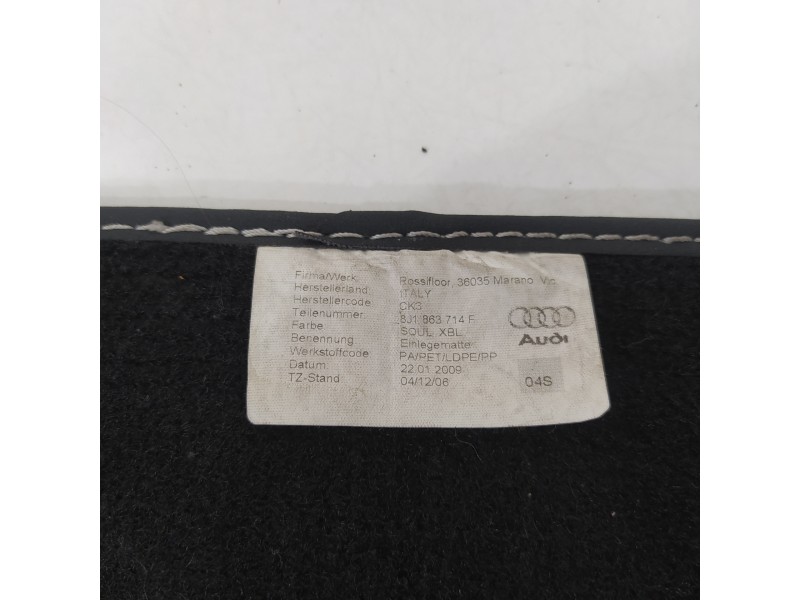 Firma/Werk Rossifloor, 36035 Marano Vic.
Herstellerland ITALY
Herstellercode CK3
Teilenummer 8J1 863 714 F
Farbe SOUL XBL
Benennung Einlegematte
Werkstoffcode PA/PET/LDPE/PP
Datum 22.01.2009
TZ-Stand 04/12/06
Audi
04S